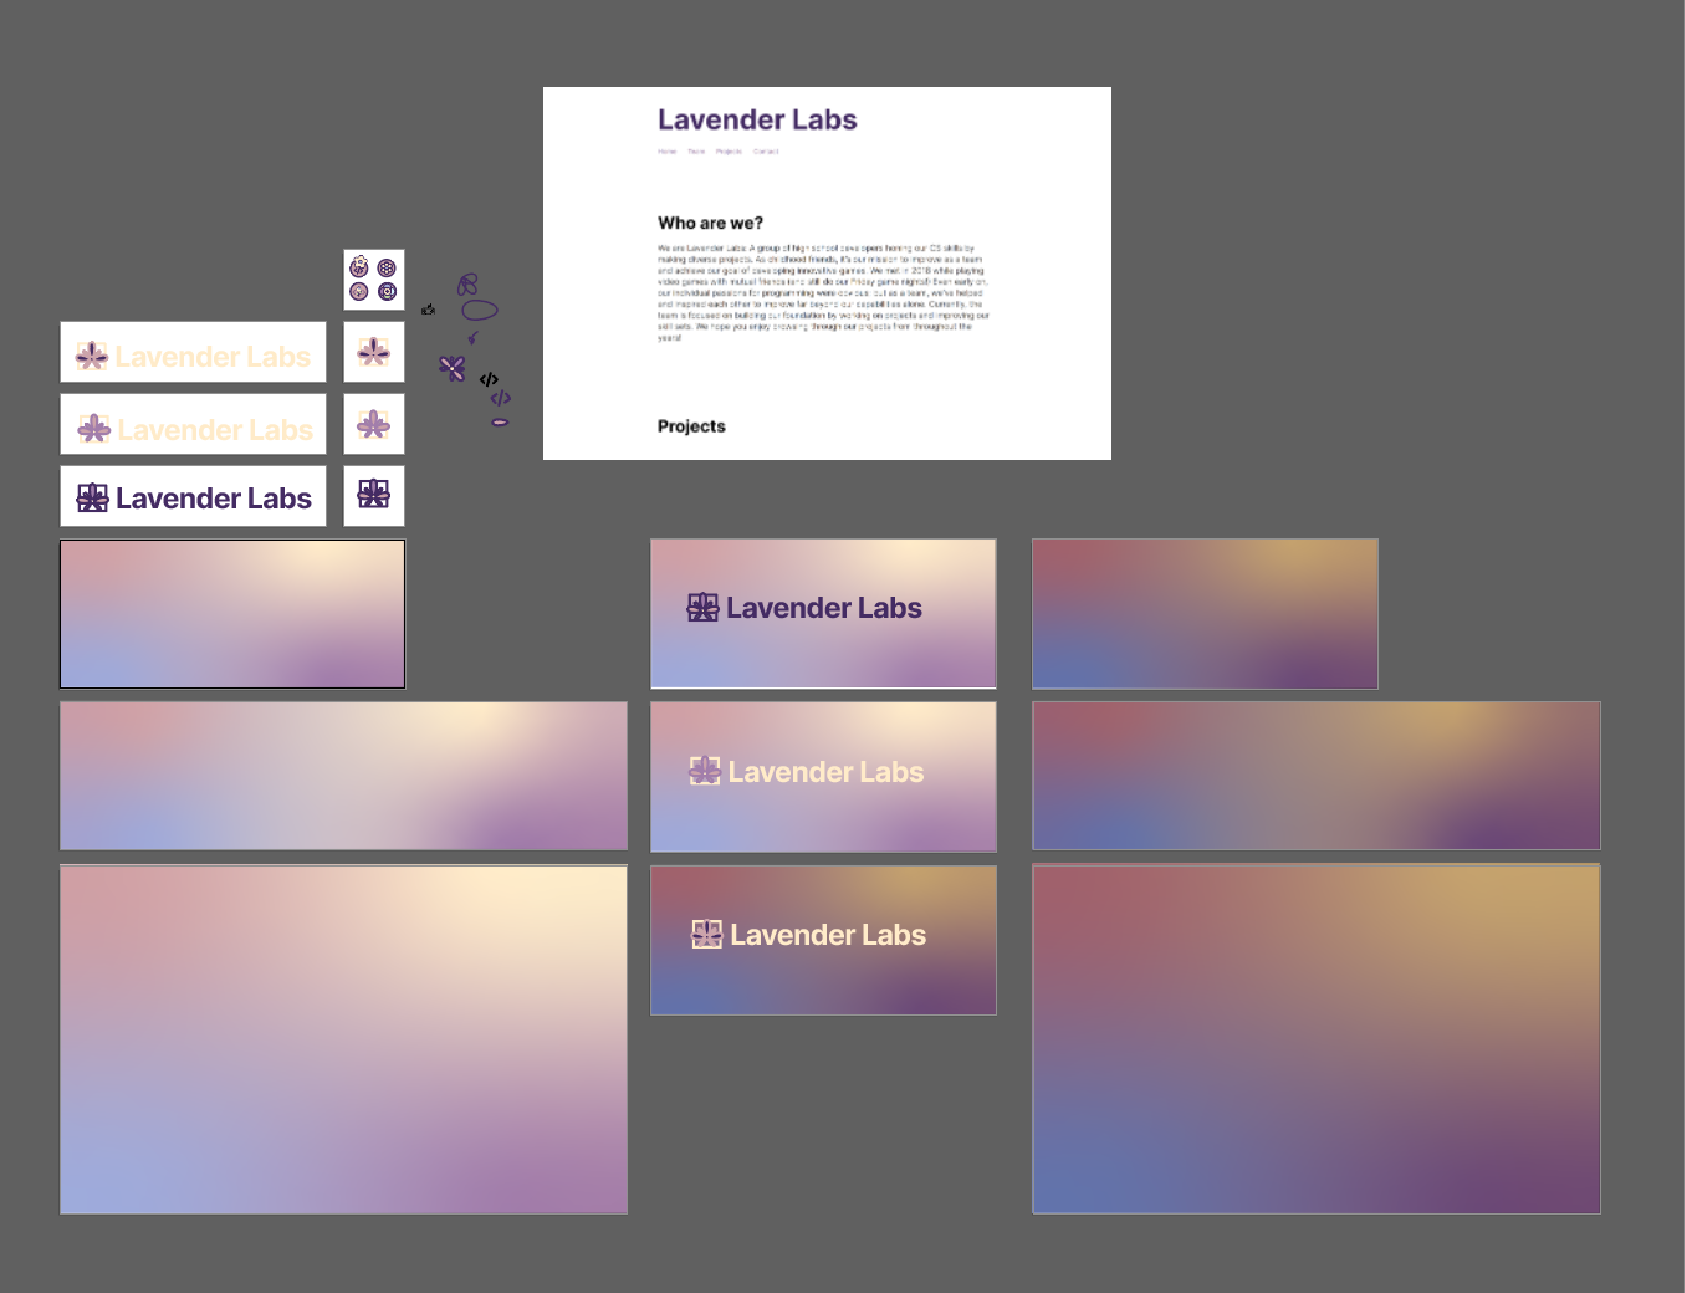 Lavender Labs
Home Team Projects Contact
Who are we?
We are Lavender Labs: A group of high school developers honing our CS skills by
making diverse projects. As childhood friends, it's our mission to improve as a team
and achieve our goal of developing innovative games. We met in 2018 while playing
video games with mutual friends (and still do our Friday game nights)! Even early on,
our individual passions for programming were obvious; but as a team, we've helped
and inspired each other to improve far beyond our capabilities alone. Currently, the
team is focused on building our foundation by working on projects and improving our
skill sets. We hope you enjoy browsing through our projects from throughout the
years!
Projects
Lavender Labs
Lavender Labs
</>
</>
Lavender Labs
Lavender Labs
Lavender Labs
Lavender Labs